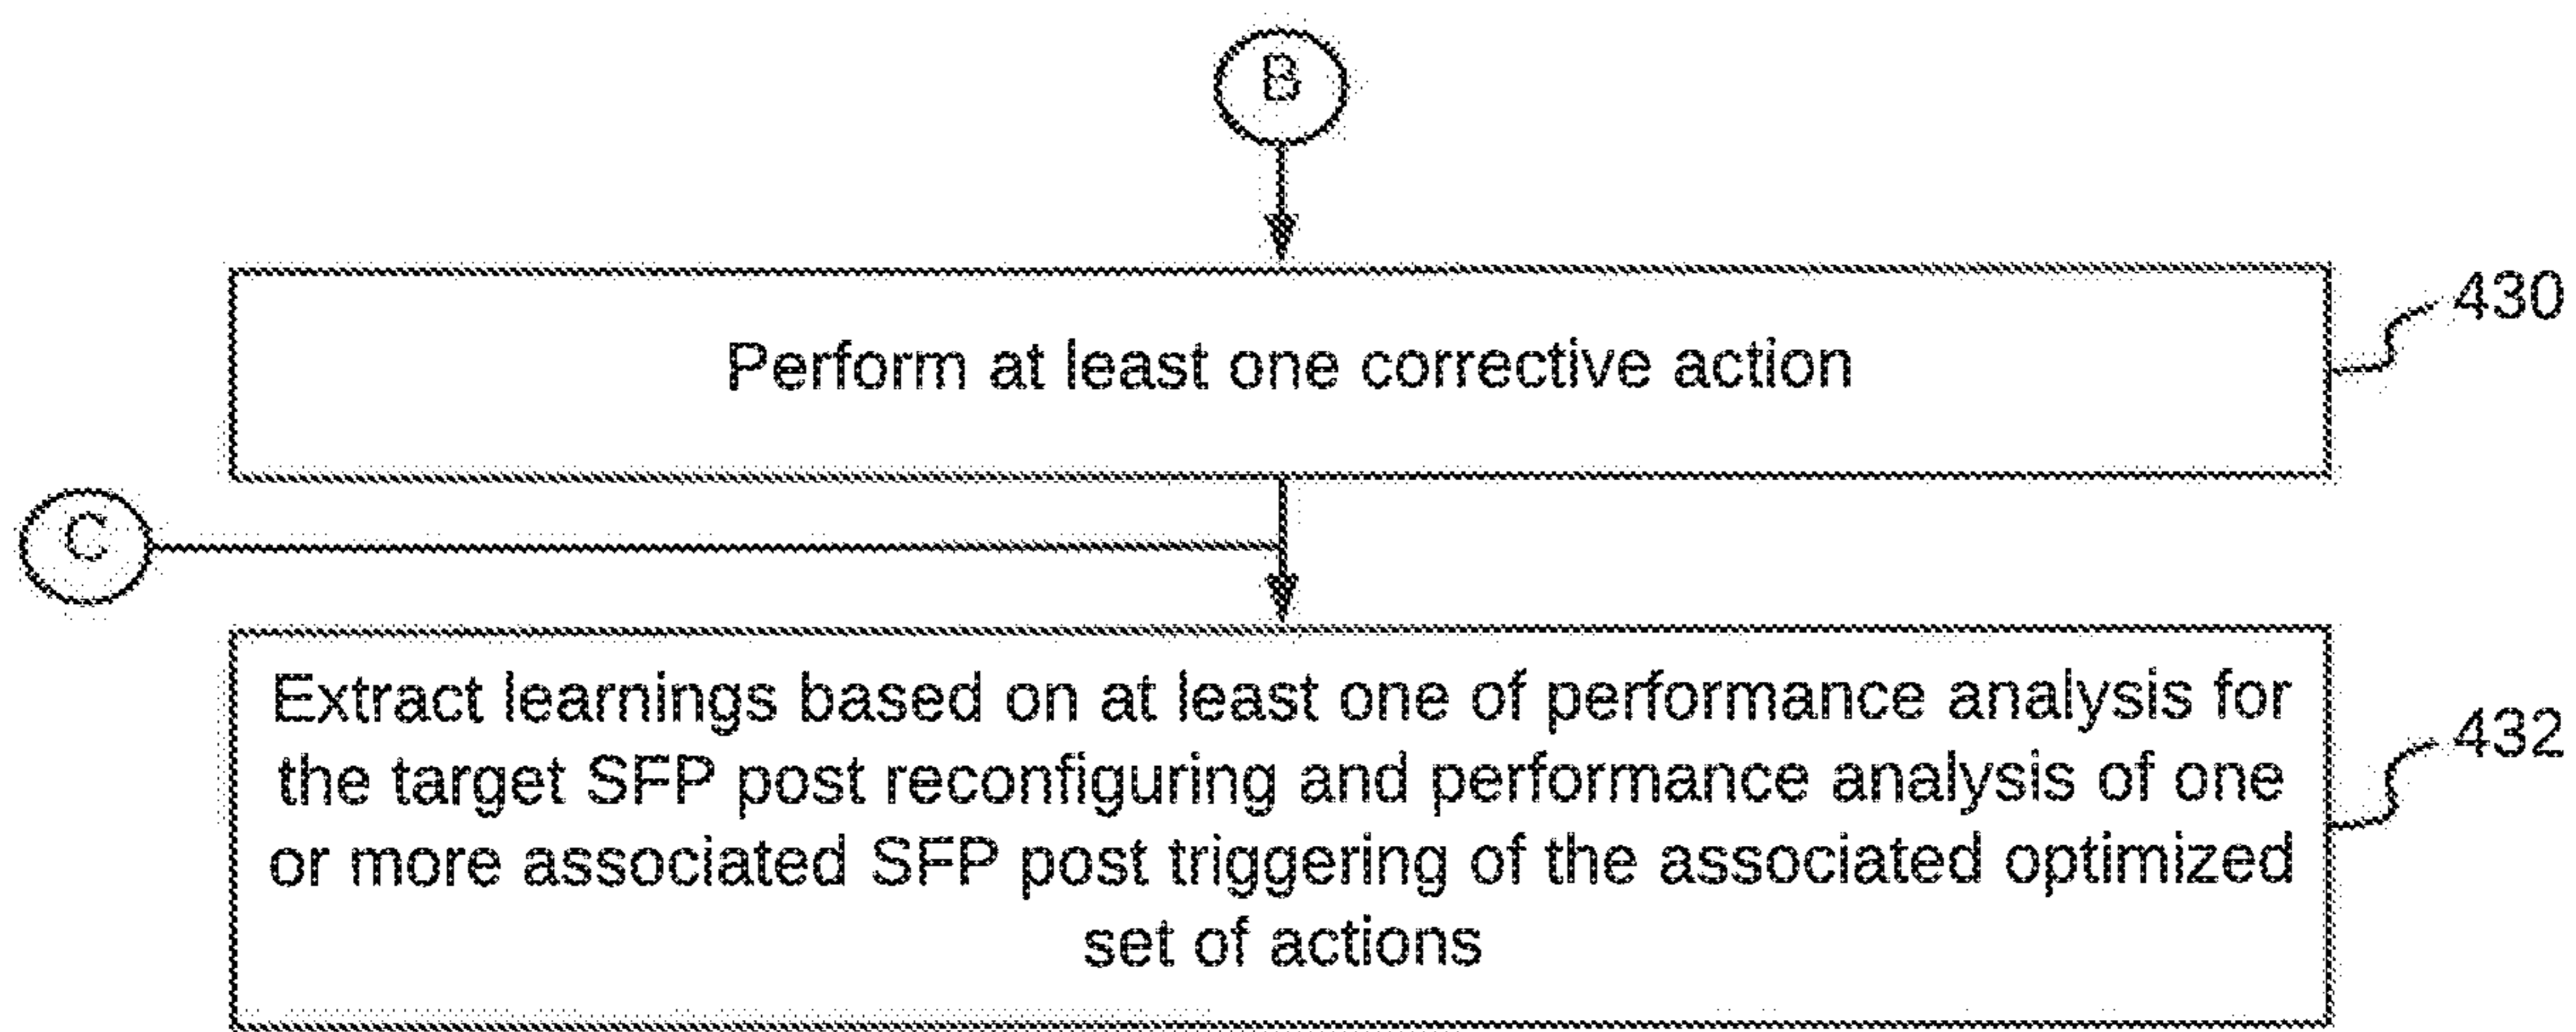 B
430
Perform at least one corrective action
C
Extract learnings based on at least one of performance analysis for
432
the target SFP post reconfiguring and performance analysis of one
or more associated SFP post triggering of the associated optimized
set of actions